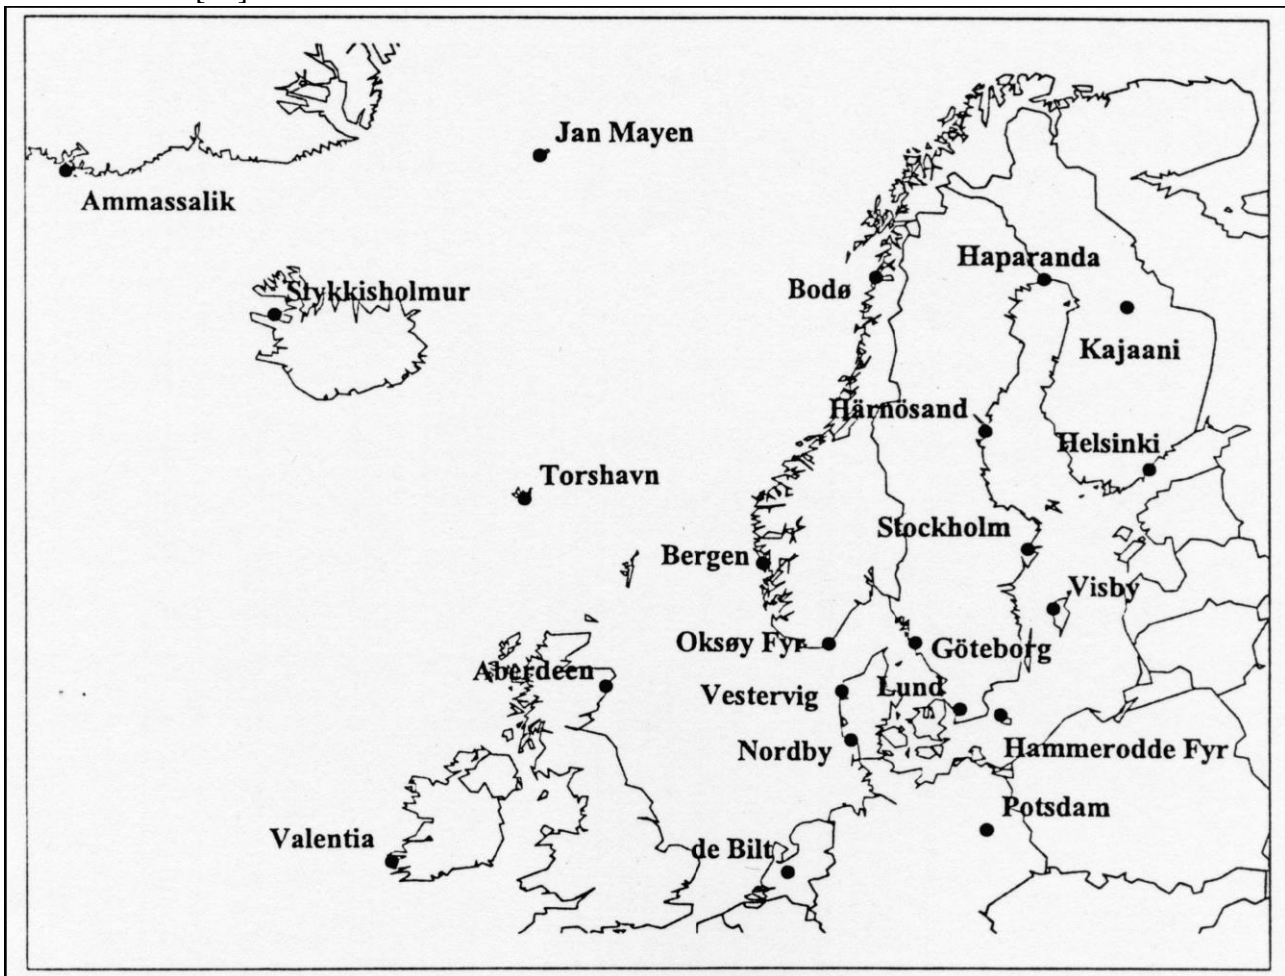 Jan Mayen
Ammassalik
Haparanda
Stykkisholmur
Bodø
Kajaani
Härnösand
Helsinki
Torshavn
Stockholm
Bergen
Visby
Oksøy Fyr
Göteborg
Aberdeen
Vestervig
Lund
Nordby
Hammerodde Fyr
Potsdam
Valentia
de Bilt